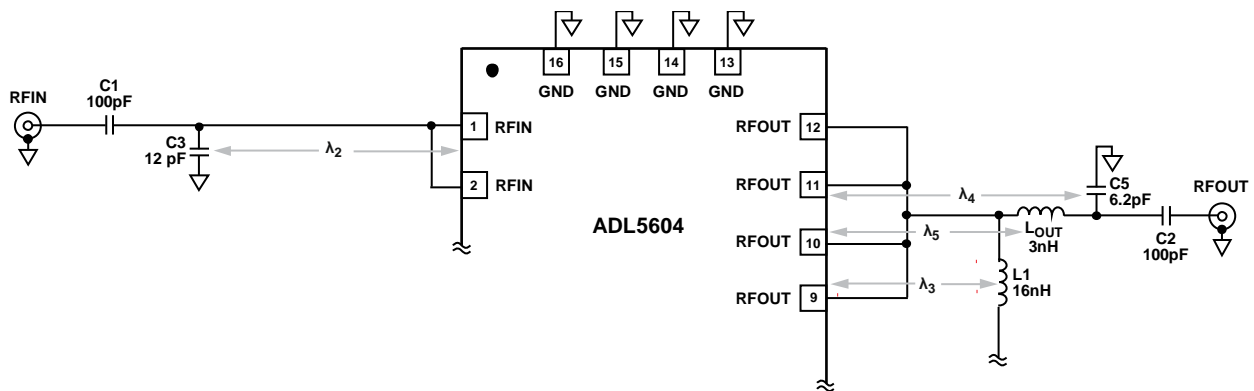 16
15
14
13
GND
GND
GND
GND
RFIN
C1
100pF
C3
12 pF
λ2
1
RFIN
2
RFIN
ADL5604
RFOUT
12
RFOUT
11
RFOUT
10
RFOUT
9
λ4
λ5
λ3
LOUT
3nH
L1
16nH
C5
6.2pF
C2
100pF
RFOUT